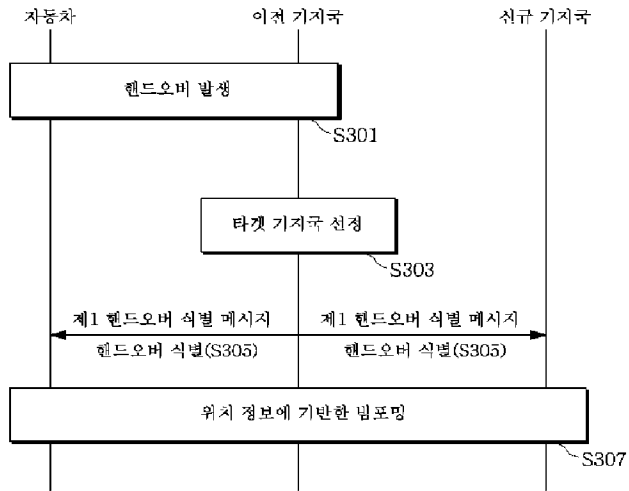 자동차 이전 기지국 신규 기지국
핸드오버 발생
S301
타겟 기지국 선정
S303
제1 핸드오버 식별 메시지 제1 핸드오버 식별 메시지
핸드오버 식별(S305) 핸드오버 식별(S305)
위치 정보에 기반한 빔포밍
S307